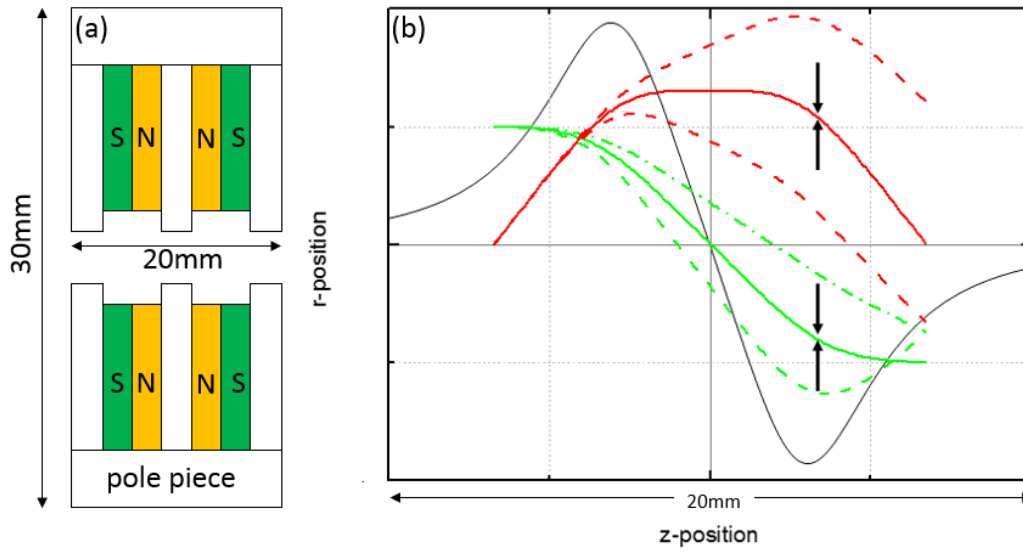 (a)
S N N S
30mm
20mm
S N N S
pole piece
(b)
r-position
20mm
z-position